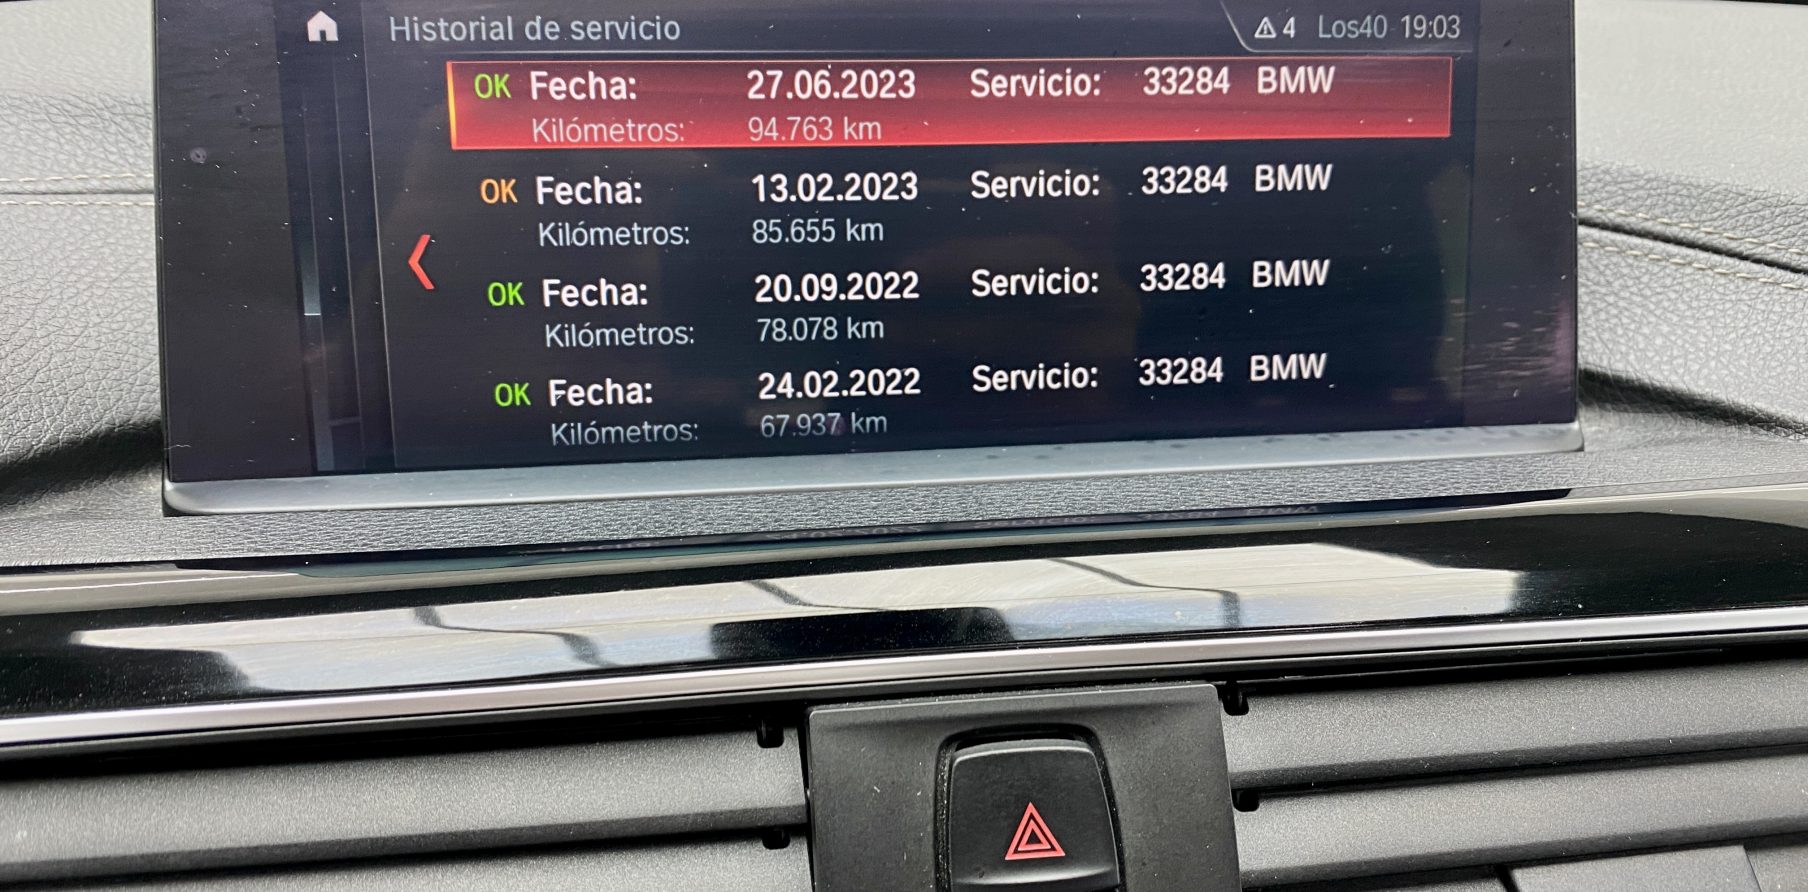 Historial de servicio 4 Los40 19:03
OK Fecha: 27.06.2023 Servicio: 33284 BMW
Kilómetros: 94.763 km
OK Fecha: 13.02.2023 Servicio: 33284 BMW
Kilómetros: 85.655 km
OK Fecha: 20.09.2022 Servicio: 33284 BMW
Kilómetros: 78.078 km
OK Fecha: 24.02.2022 Servicio: 33284 BMW
Kilómetros: 67.937 km